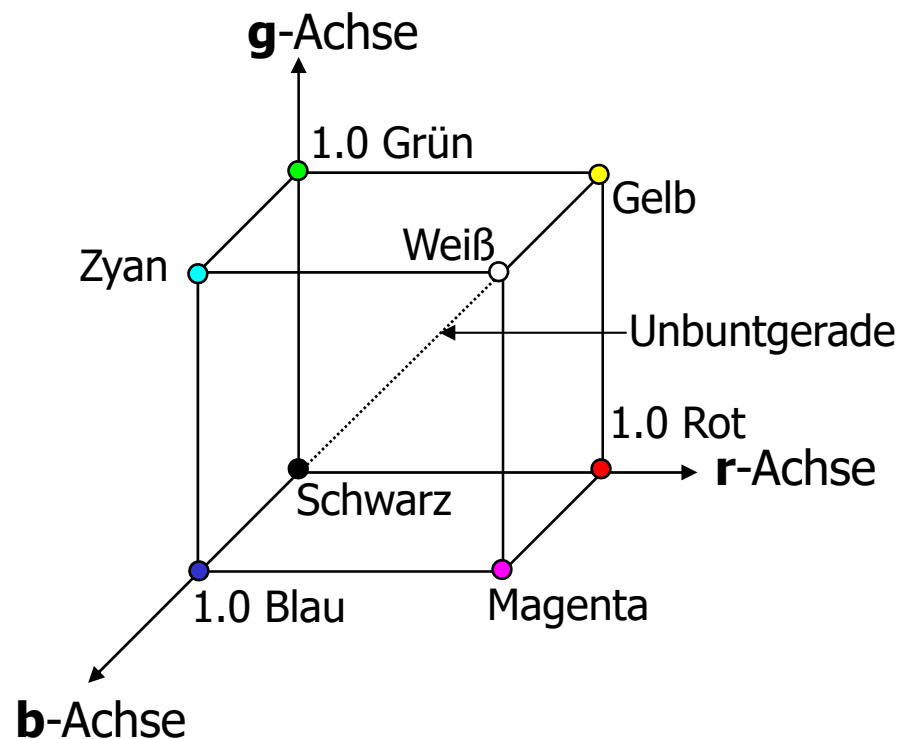 g-Achse
1.0 Grün
Gelb
Weiß
Zyan
Unbuntgerade
1.0 Rot
r-Achse
Schwarz
1.0 Blau
Magenta
b-Achse